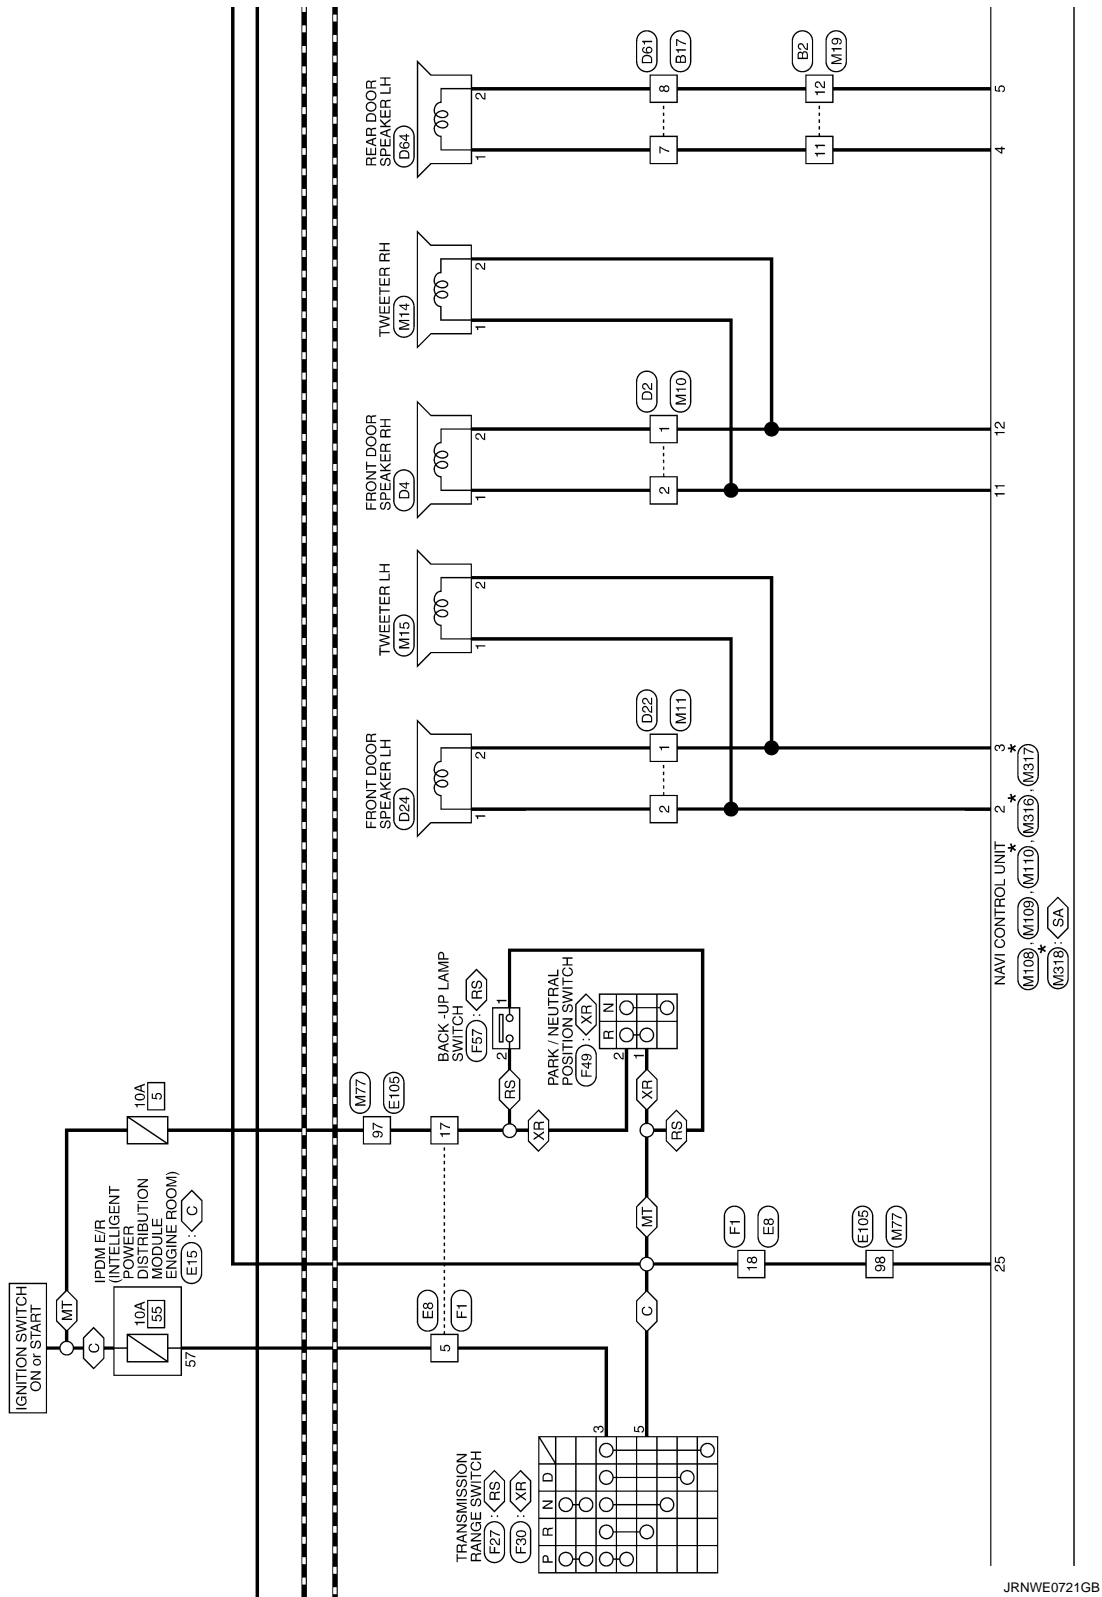 IGNITION SWITCH
ON or START
MT
C
10A
55
57
IPDM E/R
(INTELLIGENT
POWER
DISTRIBUTION
MODULE
ENGINE ROOM)
E15 : C
10A
5
TRANSMISSION
RANGE SWITCH
F27 : RS
F30 : XR
P R N D
3
5
5
E8
F1
17
97
M77
E105
BACK -UP LAMP
SWITCH
F57 : RS
2
1
RS
XR
PARK / NEUTRAL
POSITION SWITCH
F49 : XR
R N
2
1
XR
RS
MT
C
18
F1
E8
98
E105
M77
25
FRONT DOOR
SPEAKER LH
D24
1
2
2
1
D22
M11
2
3
TWEETER LH
M15
1
2
FRONT DOOR
SPEAKER RH
D4
1
2
2
1
D2
M10
11
12
TWEETER RH
M14
1
2
REAR DOOR
SPEAKER LH
D64
1
2
7
8
D61
B17
11
12
B2
M19
4
5
NAVI CONTROL UNIT
M108 , M109 , M110 * , M316 * , M317 *
M318 * : SA
JRNWE0721GB